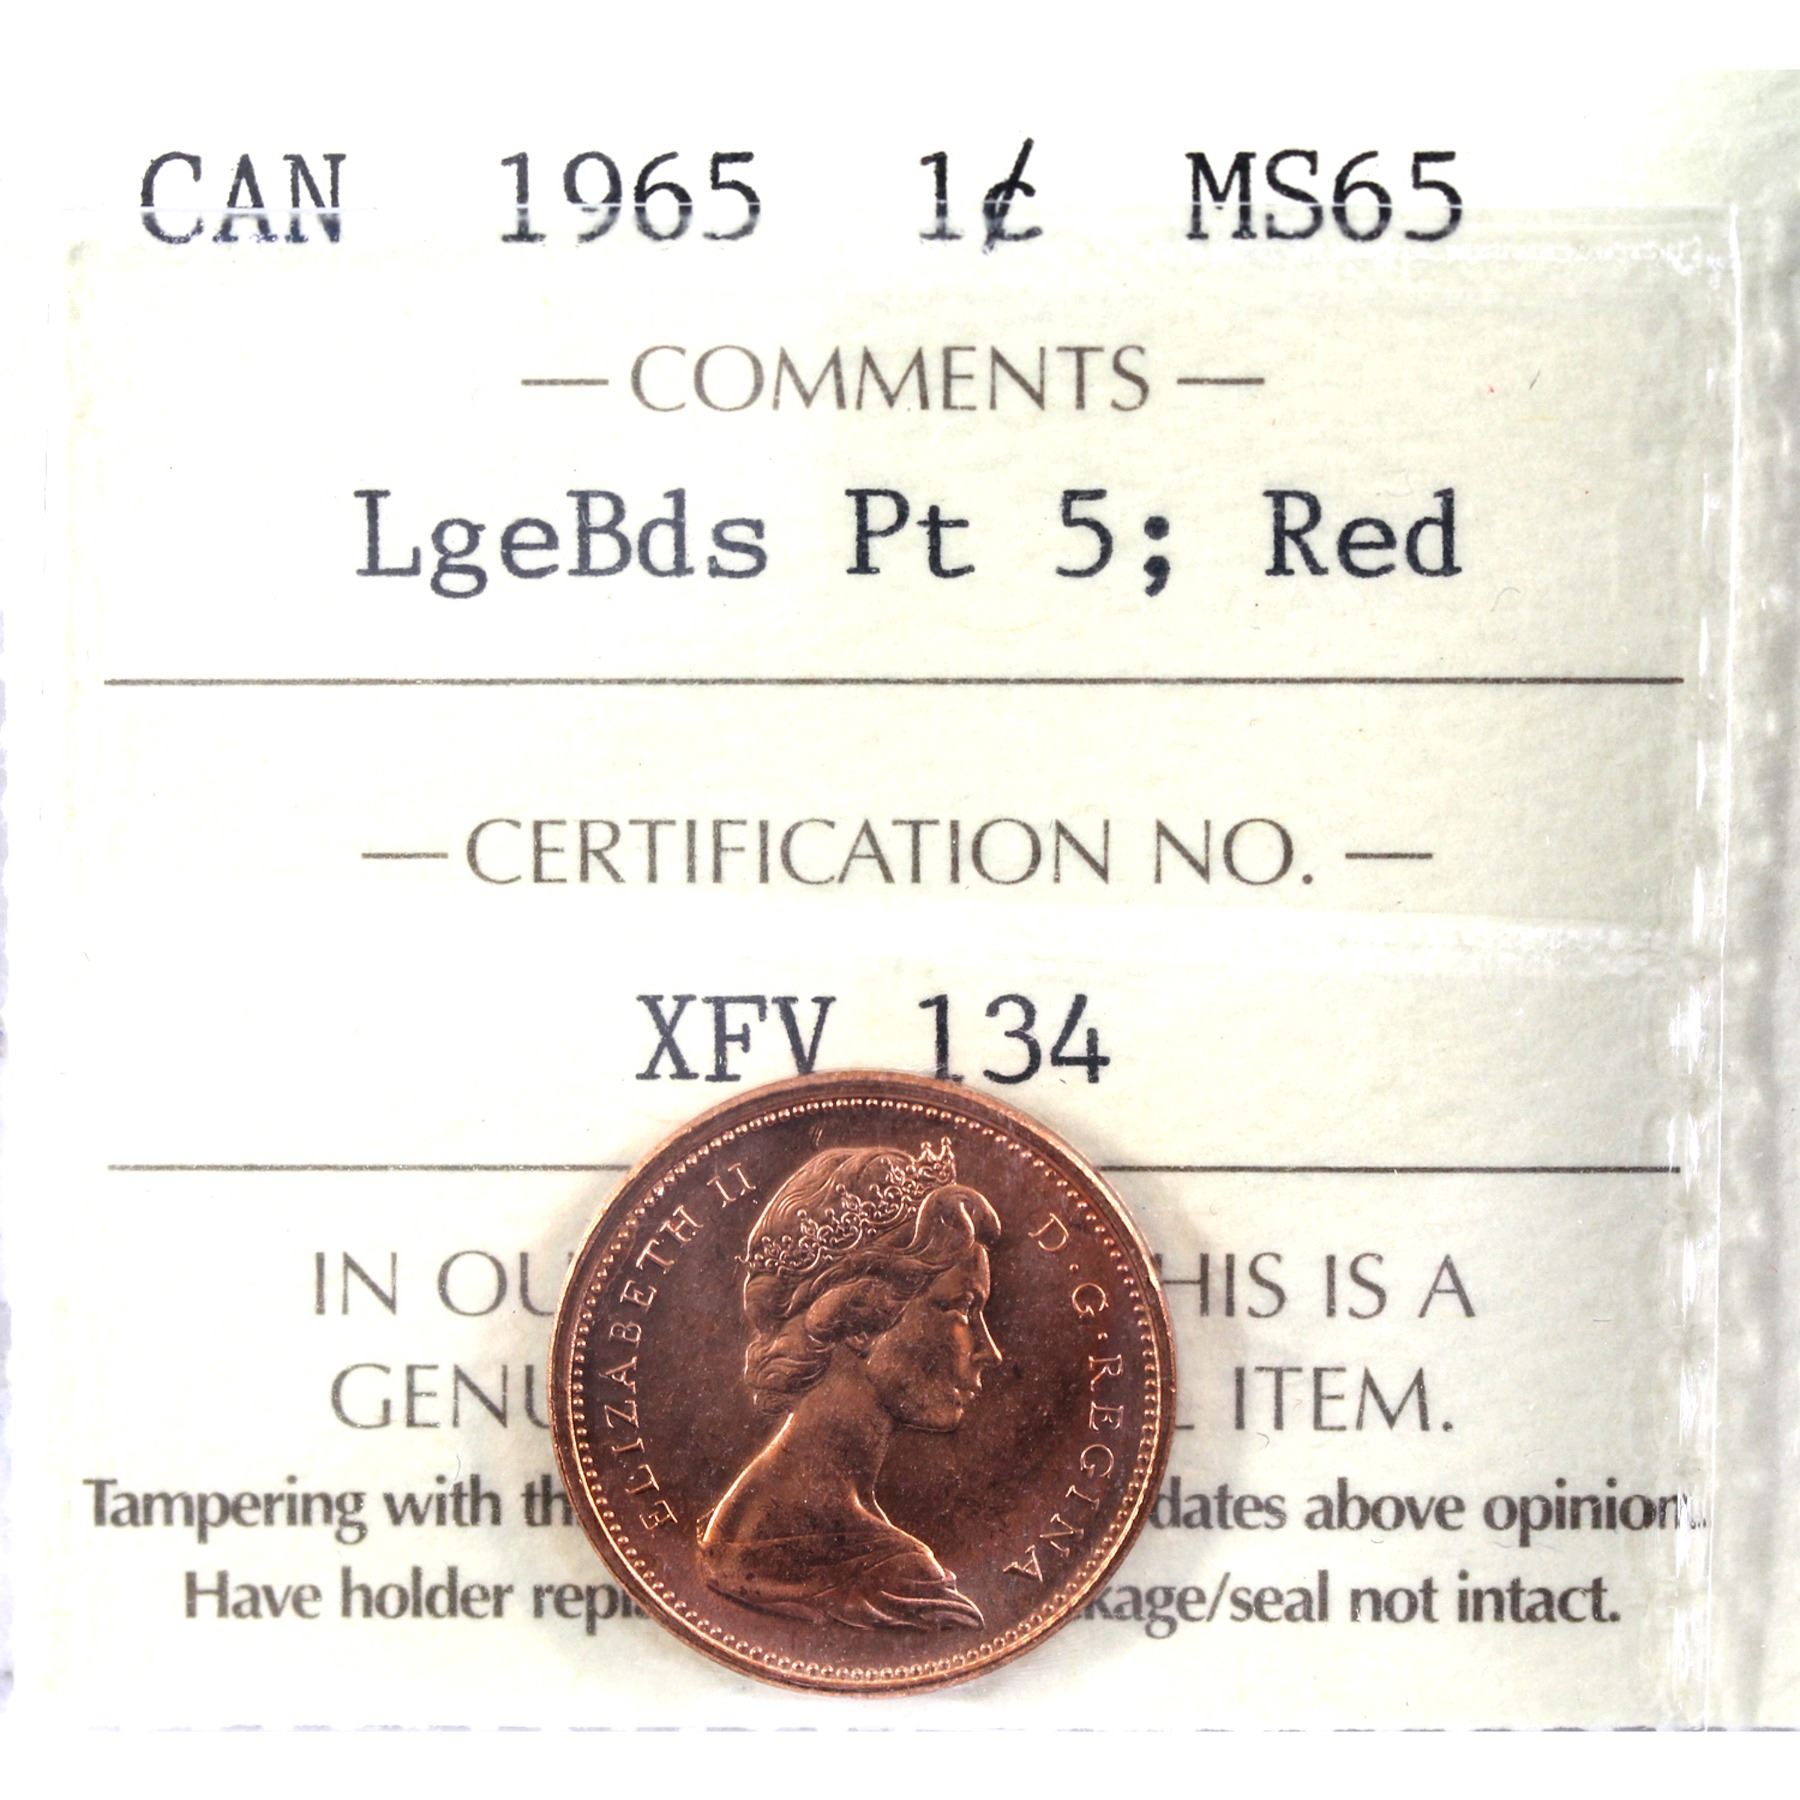 CAN 1965 1¢ MS65
— COMMENTS —
LgeBds Pt 5; Red
— CERTIFICATION NO. —
XFV 134
IN OU HIS IS A
GENU ITEM.
Tampering with th dates above opinion.
Have holder repl kage/seal not intact.
ELIZABETH II D·G·REGINA